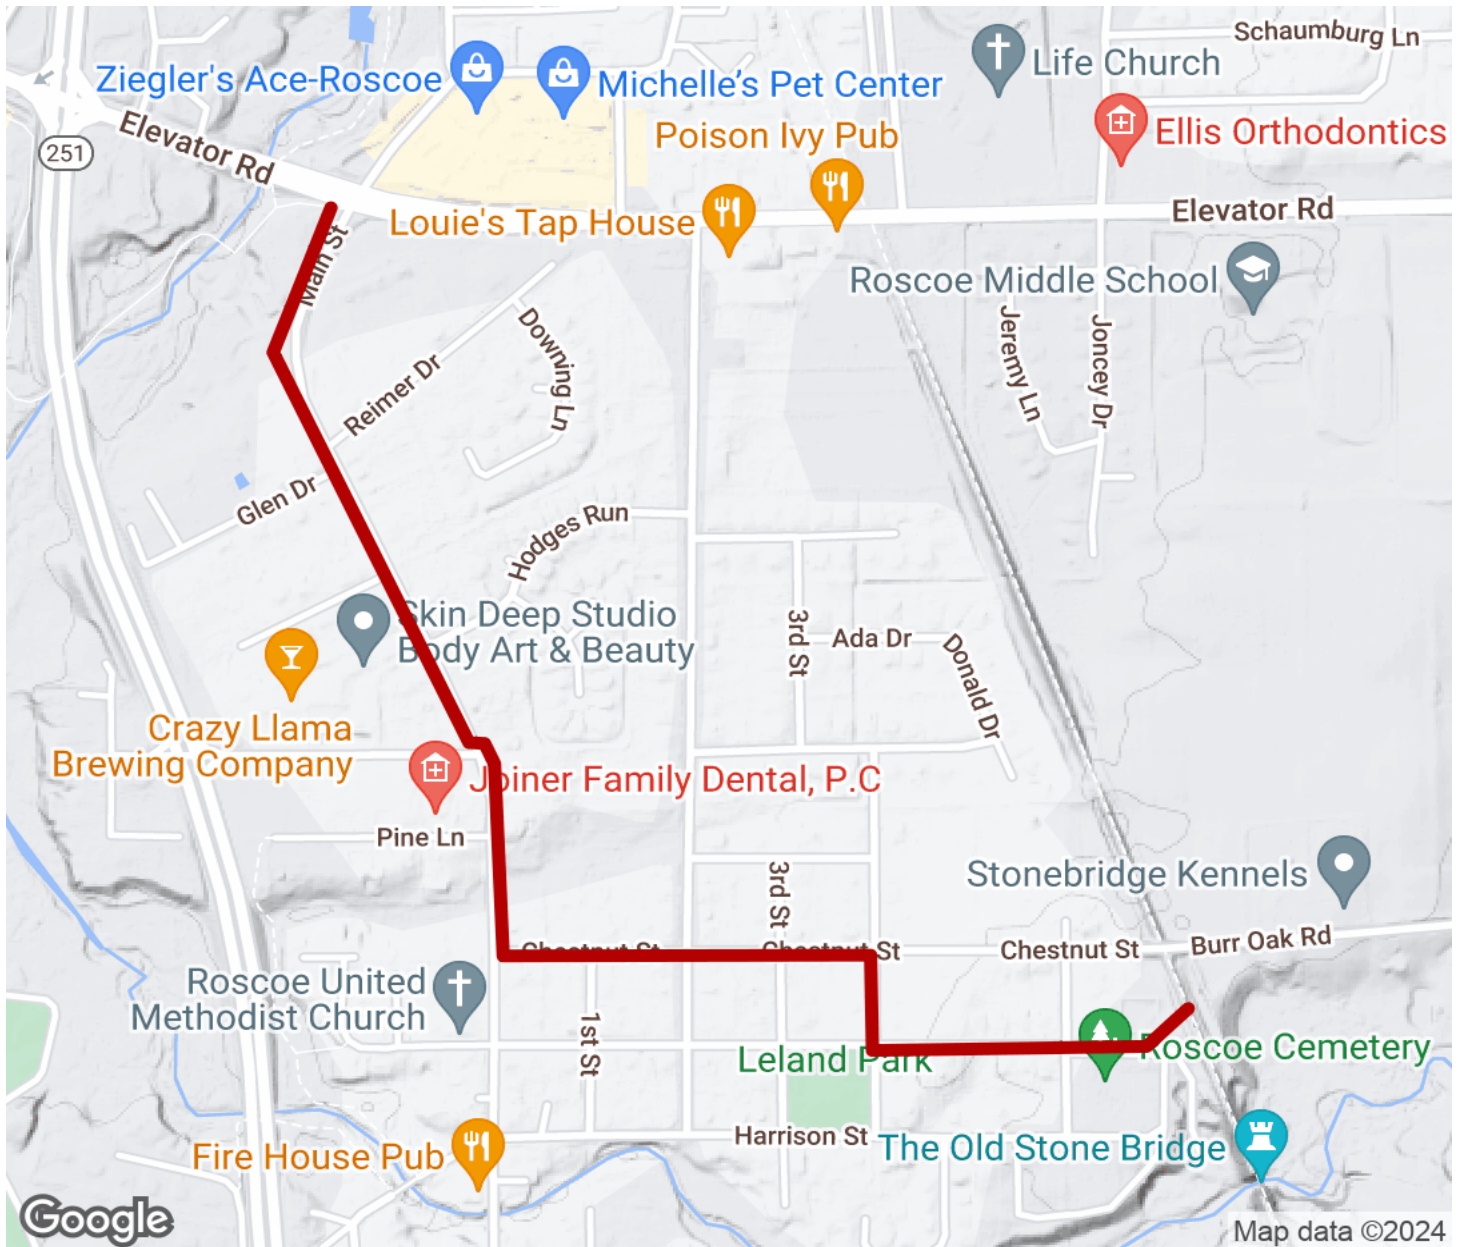 Schaumburg Ln
Life Church
Ziegler's Ace-Roscoe
Michelle's Pet Center
Elevator Rd
251
Poison Ivy Pub
Ellis Orthodontics
Louie's Tap House
Elevator Rd
Main St
Roscoe Middle School
Jeremy Ln
Joncey Dr
Downing Ln
Reimer Dr
Glen Dr
Hodges Run
Skin Deep Studio
Body Art & Beauty
3rd St
Ada Dr
Donald Dr
Crazy Llama
Brewing Company
Joiner Family Dental, P.C
Pine Ln
3rd St
Stonebridge Kennels
Chestnut St
Chestnut St
Chestnut St
Burr Oak Rd
Roscoe United
Methodist Church
1st St
Leland Park
Roscoe Cemetery
Harrison St
The Old Stone Bridge
Fire House Pub
Google
Map data ©2024